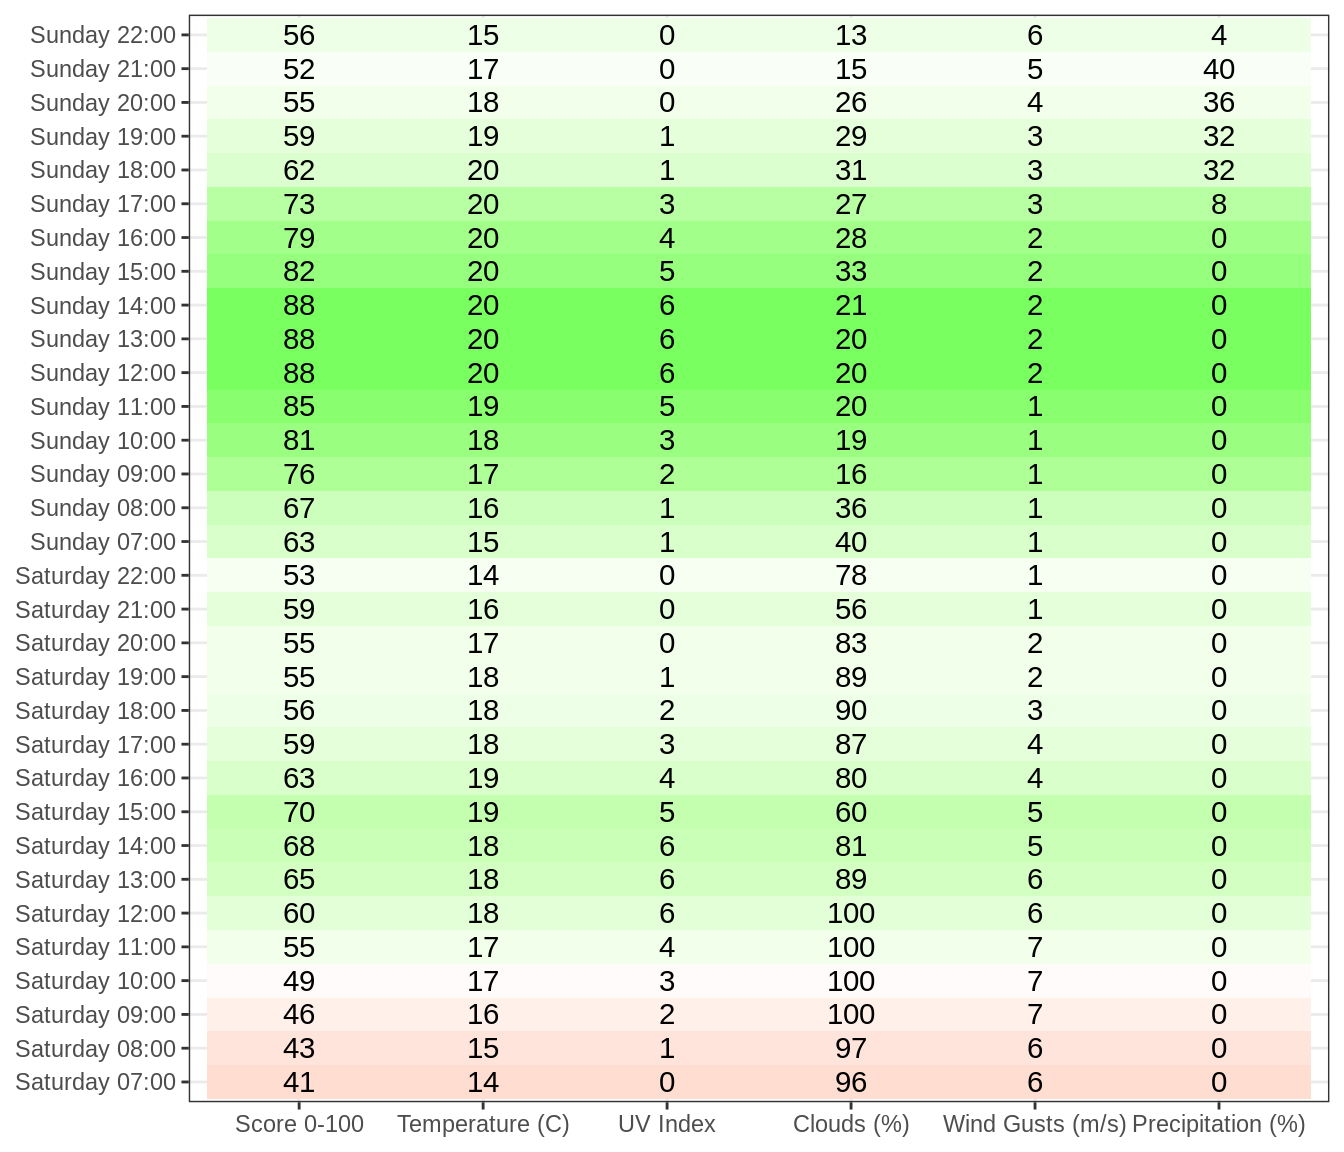 Sunday 22:00 56 15 0 13 6 4
Sunday 21:00 52 17 0 15 5 40
Sunday 20:00 55 18 0 26 4 36
Sunday 19:00 59 19 1 29 3 32
Sunday 18:00 62 20 1 31 3 32
Sunday 17:00 73 20 3 27 3 8
Sunday 16:00 79 20 4 28 2 0
Sunday 15:00 82 20 5 33 2 0
Sunday 14:00 88 20 6 21 2 0
Sunday 13:00 88 20 6 20 2 0
Sunday 12:00 88 20 6 20 2 0
Sunday 11:00 85 19 5 20 1 0
Sunday 10:00 81 18 3 19 1 0
Sunday 09:00 76 17 2 16 1 0
Sunday 08:00 67 16 1 36 1 0
Sunday 07:00 63 15 1 40 1 0
Saturday 22:00 53 14 0 78 1 0
Saturday 21:00 59 16 0 56 1 0
Saturday 20:00 55 17 0 83 2 0
Saturday 19:00 55 18 1 89 2 0
Saturday 18:00 56 18 2 90 3 0
Saturday 17:00 59 18 3 87 4 0
Saturday 16:00 63 19 4 80 4 0
Saturday 15:00 70 19 5 60 5 0
Saturday 14:00 68 18 6 81 5 0
Saturday 13:00 65 18 6 89 6 0
Saturday 12:00 60 18 6 100 6 0
Saturday 11:00 55 17 4 100 7 0
Saturday 10:00 49 17 3 100 7 0
Saturday 09:00 46 16 2 100 7 0
Saturday 08:00 43 15 1 97 6 0
Saturday 07:00 41 14 0 96 6 0
Score 0-100 Temperature (C) UV Index Clouds (%) Wind Gusts (m/s) Precipitation (%)